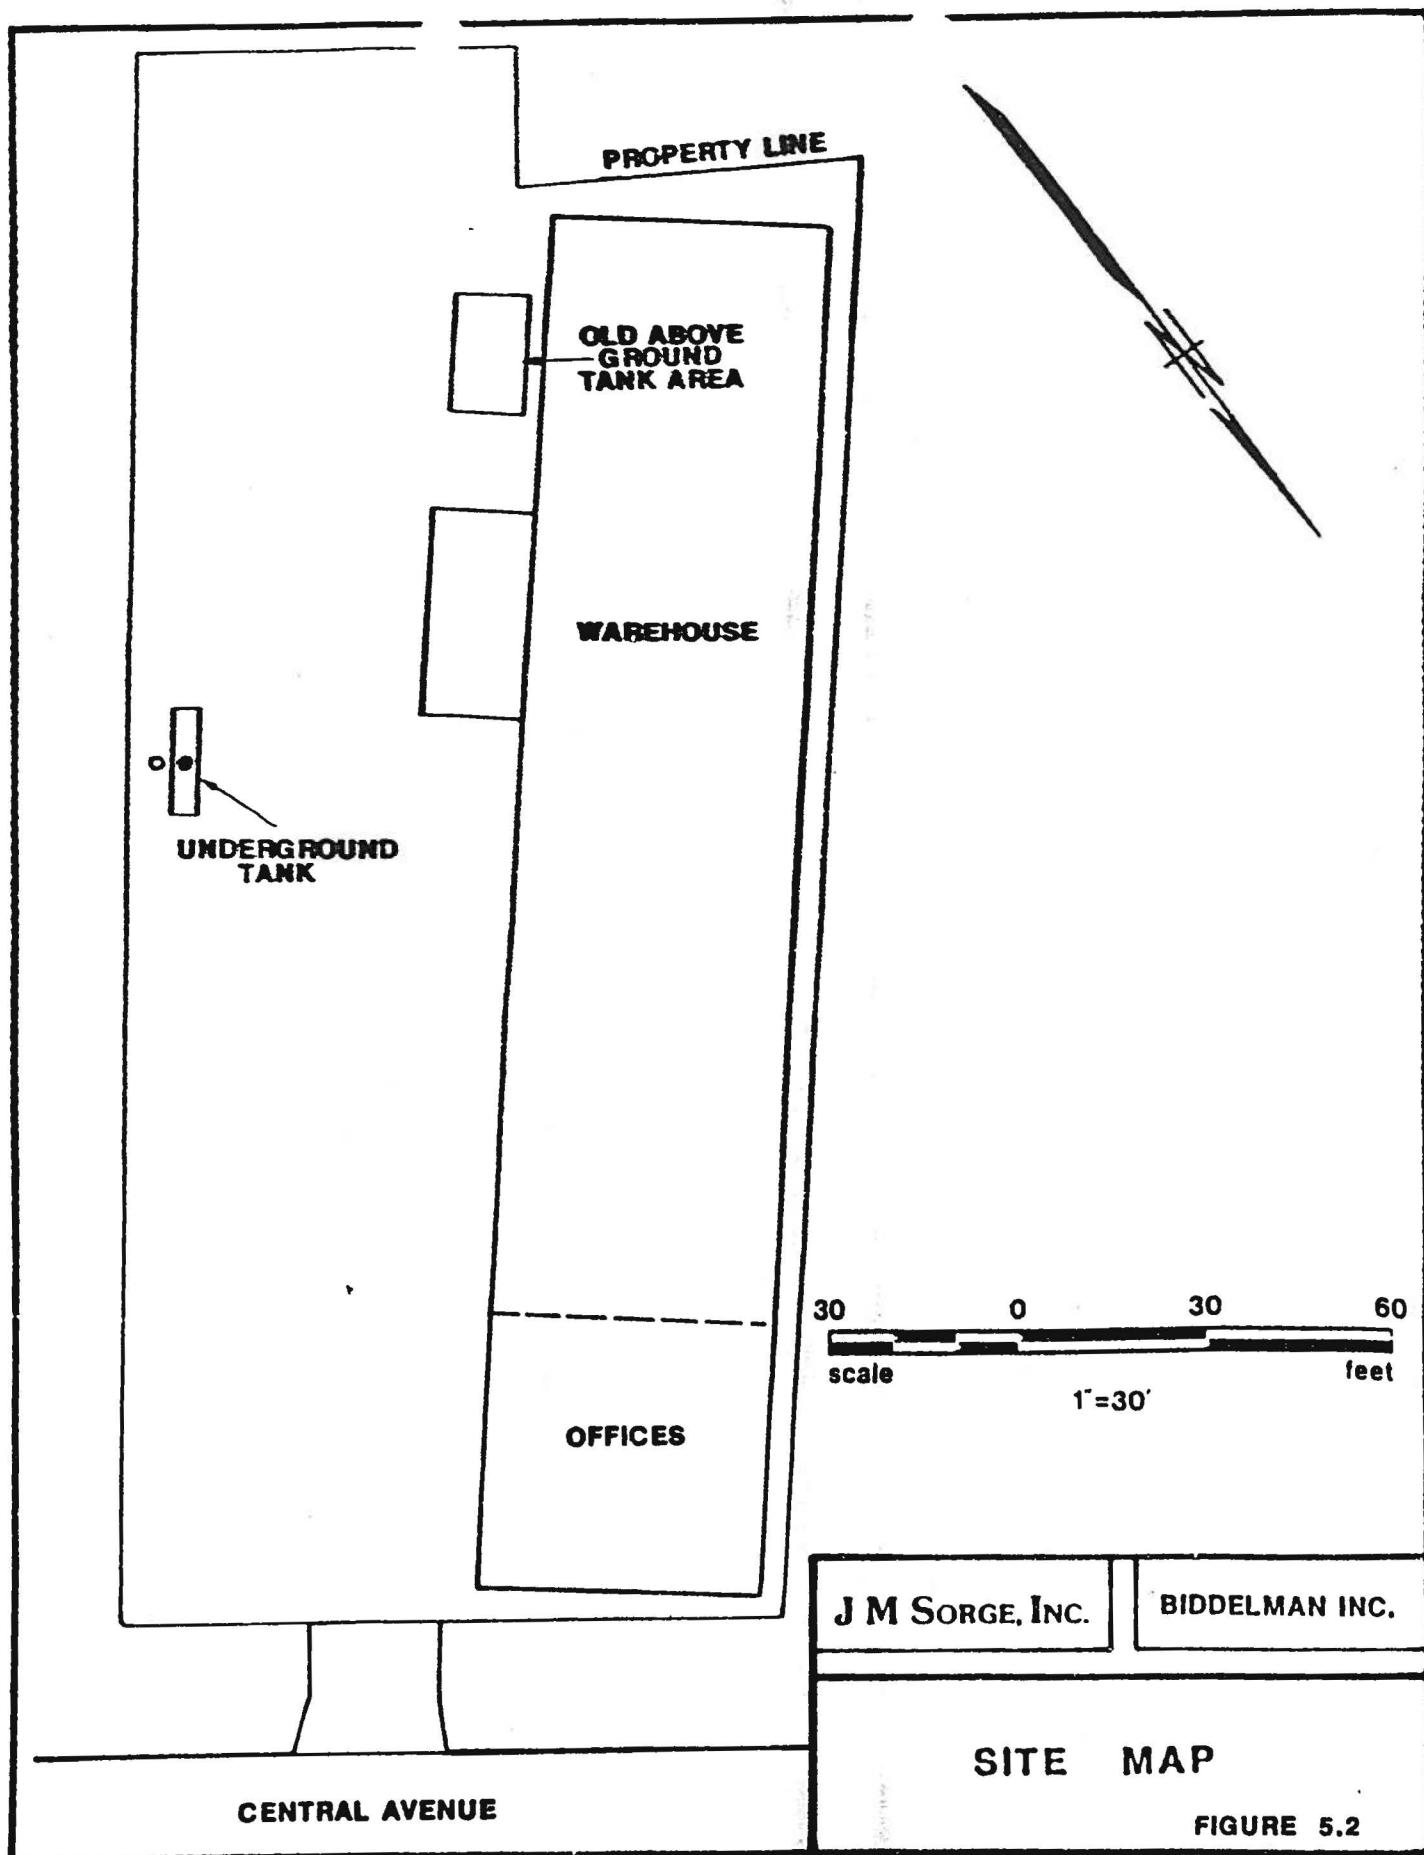 PROPERTY LINE
OLD ABOVE
GROUND
TANK AREA
WAREHOUSE
UNDERGROUND
TANK
OFFICES
30 0 30 60
scale feet
1"=30'
J M SORGE, INC.
BIDDELMAN INC.
SITE MAP
FIGURE 5.2
CENTRAL AVENUE
N